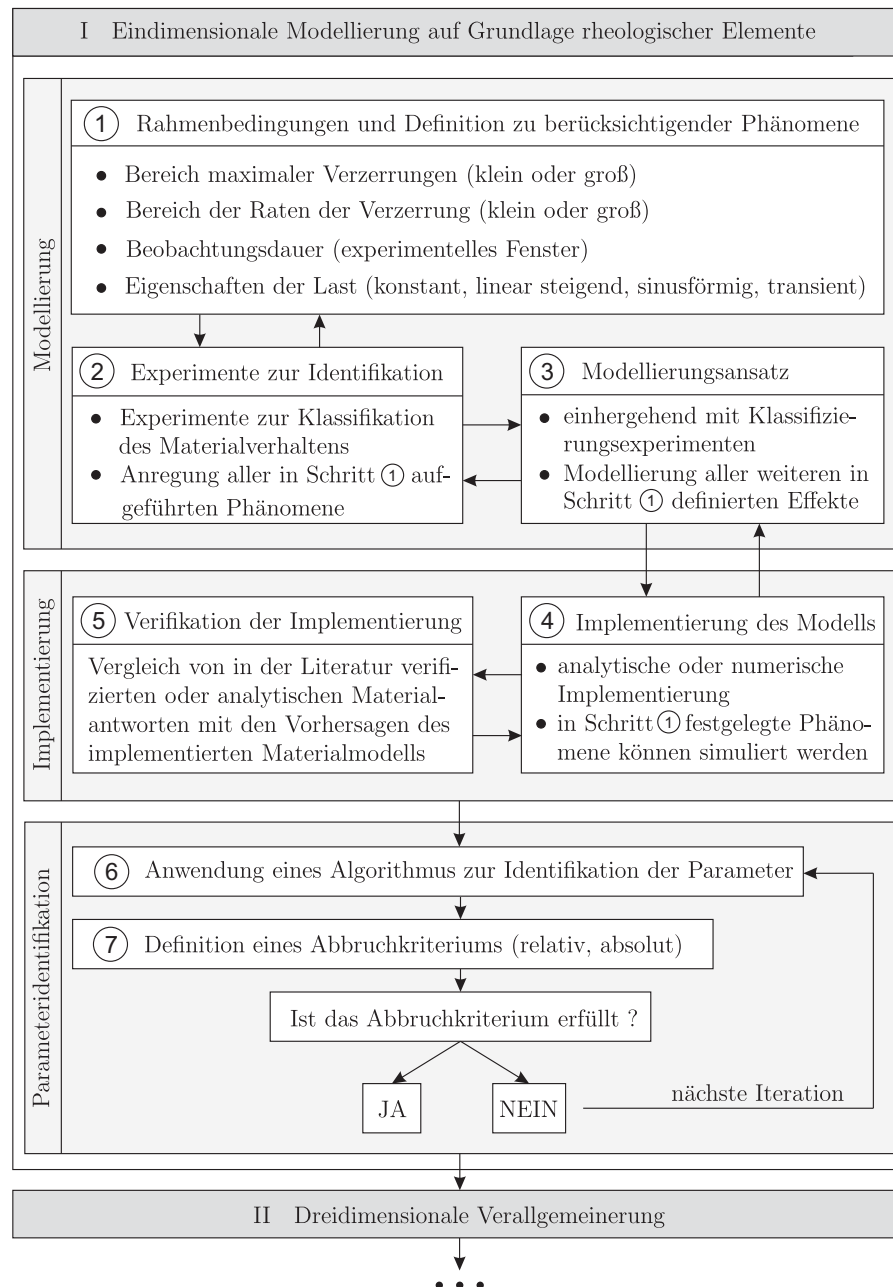 I Eindimensionale Modellierung auf Grundlage rheologischer Elemente
Modellierung
1 Rahmenbedingungen und Definition zu berücksichtigender Phänomene
• Bereich maximaler Verzerrungen (klein oder groß)
• Bereich der Raten der Verzerrung (klein oder groß)
• Beobachtungsdauer (experimentelles Fenster)
• Eigenschaften der Last (konstant, linear steigend, sinusförmig, transient)
2 Experimente zur Identifikation
• Experimente zur Klassifikation
des Materialverhaltens
• Anregung aller in Schritt 1 auf-
geführten Phänomene
3 Modellierungsansatz
• einhergehend mit Klassifizie-
rungsexperimenten
• Modellierung aller weiteren in
Schritt 1 definierten Effekte
Implementierung
5 Verifikation der Implementierung
Vergleich von in der Literatur verifi-
zierten oder analytischen Material-
antworten mit den Vorhersagen des
implementierten Materialmodells
4 Implementierung des Modells
• analytische oder numerische
Implementierung
• in Schritt 1 festgelegte Phäno-
mene können simuliert werden
Parameteridentifikation
6 Anwendung eines Algorithmus zur Identifikation der Parameter
7 Definition eines Abbruchkriteriums (relativ, absolut)
Ist das Abbruchkriterium erfüllt ?
JA
NEIN
nächste Iteration
II Dreidimensionale Verallgemeinerung
• • •